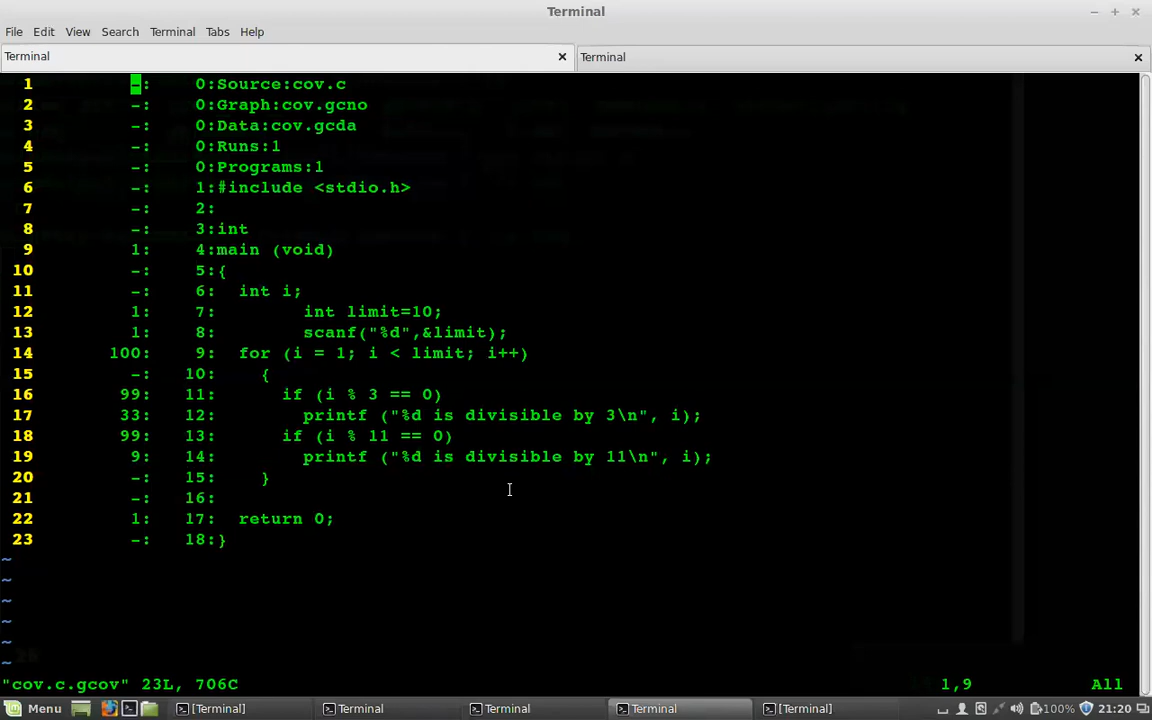 Terminal
File Edit View Search Terminal Tabs Help
Terminal Terminal
1 -: 0:Source:cov.c
2 -: 0:Graph:cov.gcno
3 -: 0:Data:cov.gcda
4 -: 0:Runs:1
5 -: 0:Programs:1
6 -: 1:#include <stdio.h>
7 -: 2:
8 -: 3:int
9 1: 4:main (void)
10 -: 5:{
11 -: 6:  int i;
12 1: 7:        int limit=10;
13 1: 8:        scanf("%d",&limit);
14 100: 9:  for (i = 1; i < limit; i++)
15 -: 10:    {
16 99: 11:      if (i % 3 == 0)
17 33: 12:        printf ("%d is divisible by 3\n", i);
18 99: 13:      if (i % 11 == 0)
19 9: 14:        printf ("%d is divisible by 11\n", i);
20 -: 15:    }
21 -: 16:
22 1: 17:  return 0;
23 -: 18:}
~
~
~
~
~
~
"cov.c.gcov" 23L, 706C 1,9 All
Menu [Terminal] Terminal Terminal Terminal [Terminal] 100% 21:20